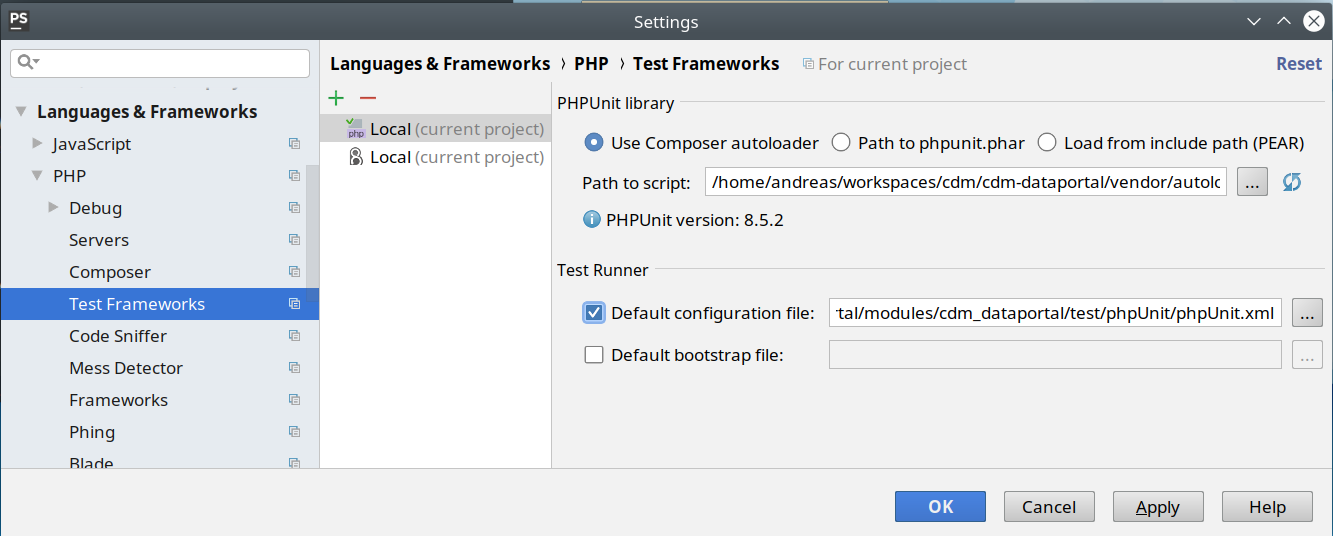 PS
Settings
Languages & Frameworks › PHP › Test Frameworks For current project Reset
Languages & Frameworks
JavaScript
PHP
Debug
Servers
Composer
Test Frameworks
Code Sniffer
Mess Detector
Frameworks
Phing
Blade
php
Local (current project)
Local (current project)
PHPUnit library
Use Composer autoloader Path to phpunit.phar Load from include path (PEAR)
Path to script: /home/andreas/workspaces/cdm/cdm-dataportal/vendor/autolo ...
PHPUnit version: 8.5.2
Test Runner
Default configuration file: tal/modules/cdm_dataportal/test/phpUnit/phpUnit.xml ...
Default bootstrap file: ...
OK Cancel Apply Help